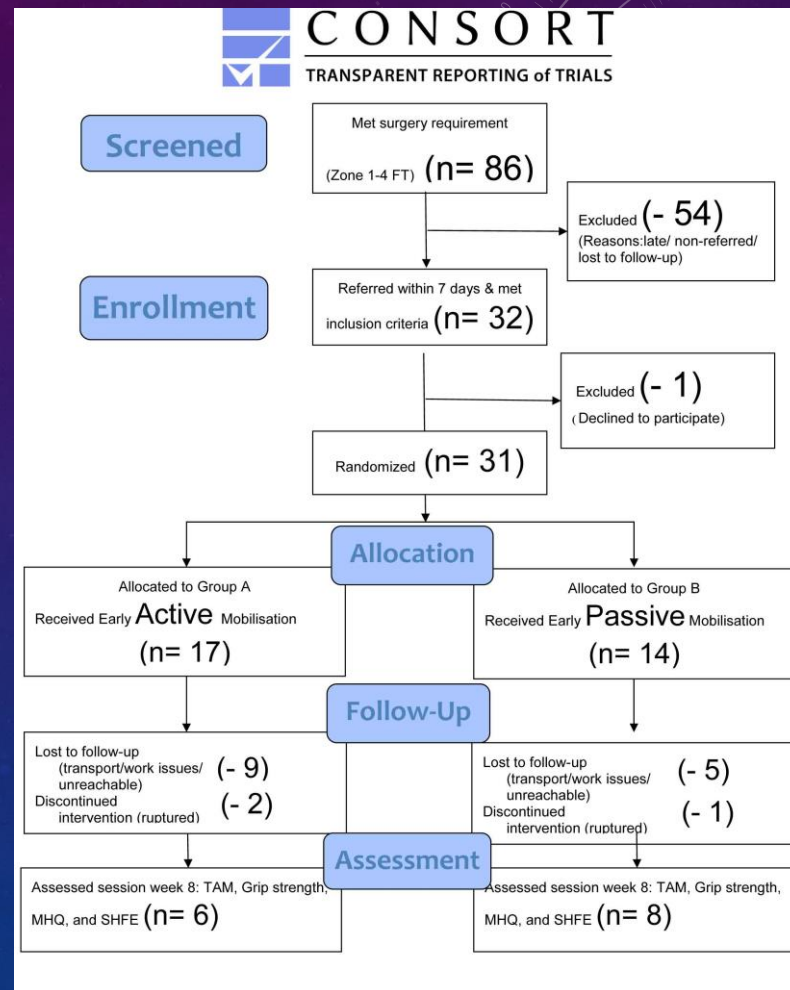 CONSORT
TRANSPARENT REPORTING of TRIALS
Screened
Met surgery requirement
(Zone 1-4 FT) (n= 86)
Excluded (- 54)
(Reasons:late/ non-referred/
lost to follow-up)
Enrollment
Referred within 7 days & met
inclusion criteria (n= 32)
Excluded (- 1)
(Declined to participate)
Randomized (n= 31)
Allocation
Allocated to Group A
Received Early Active Mobilisation
(n= 17)
Allocated to Group B
Received Early Passive Mobilisation
(n= 14)
Follow-Up
Lost to follow-up
(transport/work issues/ (- 9)
unreachable)
Discontinued (- 2)
intervention (ruptured)
Lost to follow-up
(transport/work issues/ (- 5)
unreachable)
Discontinued (- 1)
intervention (ruptured)
Assessment
Assessed session week 8: TAM, Grip strength,
MHQ, and SHFE (n= 6)
Assessed session week 8: TAM, Grip strength,
MHQ, and SHFE (n= 8)